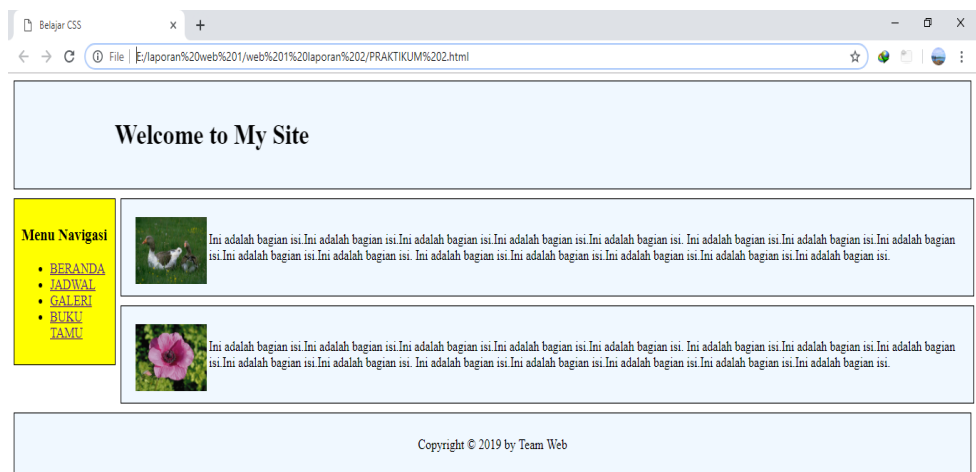 Belajar CSS
File E:/laporan%20web%201/web%201%20laporan%202/PRAKTIKUM%202.html
Welcome to My Site
Menu Navigasi
BERANDA
JADWAL
GALERI
BUKU
TAMU
Ini adalah bagian isi.Ini adalah bagian isi.Ini adalah bagian isi.Ini adalah bagian isi.Ini adalah bagian isi. Ini adalah bagian isi.Ini adalah bagian isi.Ini adalah bagian
isi.Ini adalah bagian isi.Ini adalah bagian isi. Ini adalah bagian isi.Ini adalah bagian isi.Ini adalah bagian isi.Ini adalah bagian isi.Ini adalah bagian isi.
Ini adalah bagian isi.Ini adalah bagian isi.Ini adalah bagian isi.Ini adalah bagian isi.Ini adalah bagian isi. Ini adalah bagian isi.Ini adalah bagian isi.Ini adalah bagian
isi.Ini adalah bagian isi.Ini adalah bagian isi. Ini adalah bagian isi.Ini adalah bagian isi.Ini adalah bagian isi.Ini adalah bagian isi.Ini adalah bagian isi.
Copyright © 2019 by Team Web